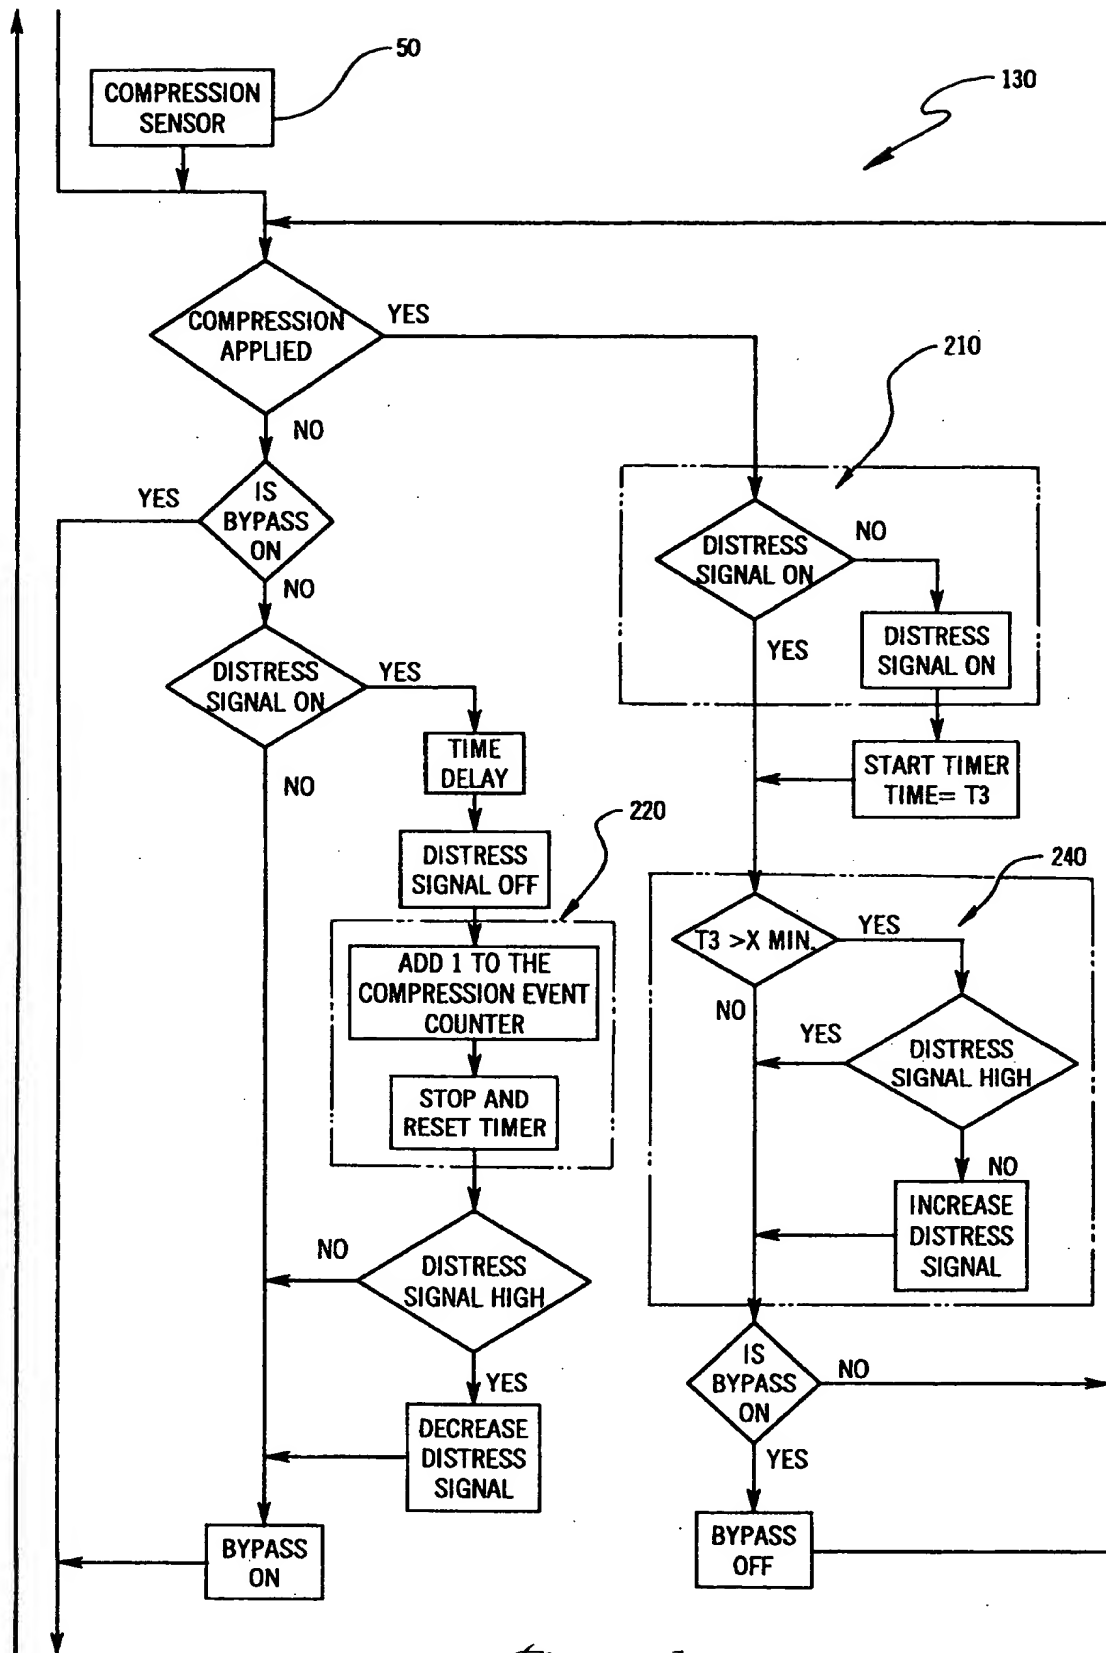 50
COMPRESSION
SENSOR
130
COMPRESSION
APPLIED
YES
NO
210
IS
BYPASS
ON
YES
NO
DISTRESS
SIGNAL ON
NO
YES
DISTRESS
SIGNAL ON
START TIMER
TIME= T3
DISTRESS
SIGNAL ON
YES
NO
TIME
DELAY
DISTRESS
SIGNAL OFF
220
ADD 1 TO THE
COMPRESSION EVENT
COUNTER
STOP AND
RESET TIMER
240
T3 >X MIN.
YES
NO
DISTRESS
SIGNAL HIGH
YES
NO
INCREASE
DISTRESS
SIGNAL
DISTRESS
SIGNAL HIGH
NO
YES
DECREASE
DISTRESS
SIGNAL
IS
BYPASS
ON
NO
YES
BYPASS
ON
BYPASS
OFF